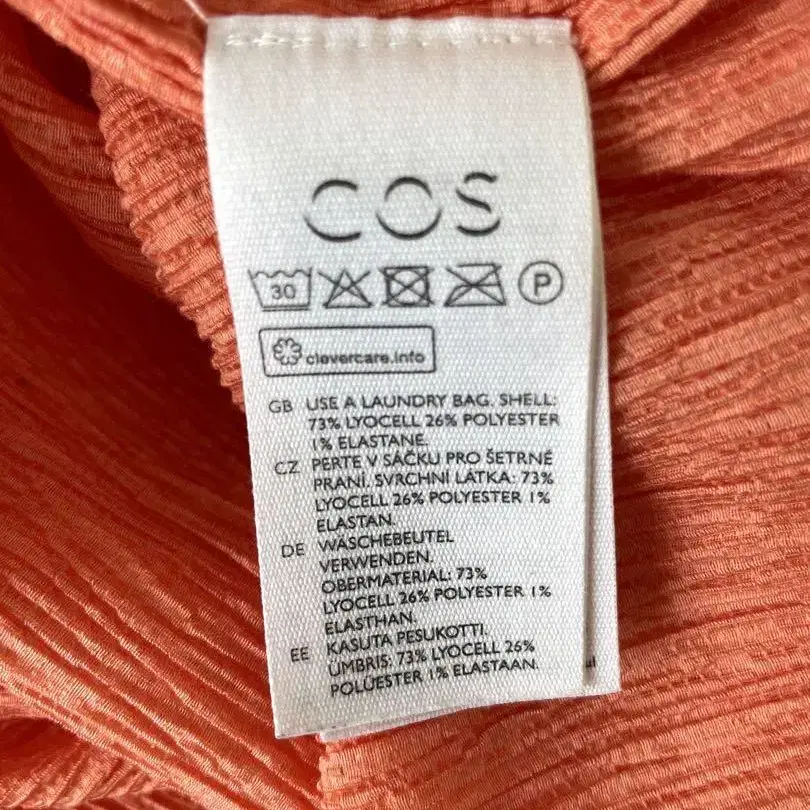 COS
30 P
clevercare.info
GB USE A LAUNDRY BAG. SHELL:
73% LYOCELL 26% POLYESTER
1% ELASTANE.
CZ PERTE V SÁČKU PRO ŠETRNÉ
PRANÍ. SVRCHNÍ LÁTKA: 73%
LYOCELL 26% POLYESTER 1%
ELASTAN.
DE WÄSCHEBEUTEL
VERWENDEN.
OBERMATERIAL: 73%
LYOCELL 26% POLYESTER 1%
ELASTHAN.
EE KASUTA PESUKOTTI.
ÜMBRIS: 73% LYOCELL 26%
POLÜESTER 1% ELASTAAN.